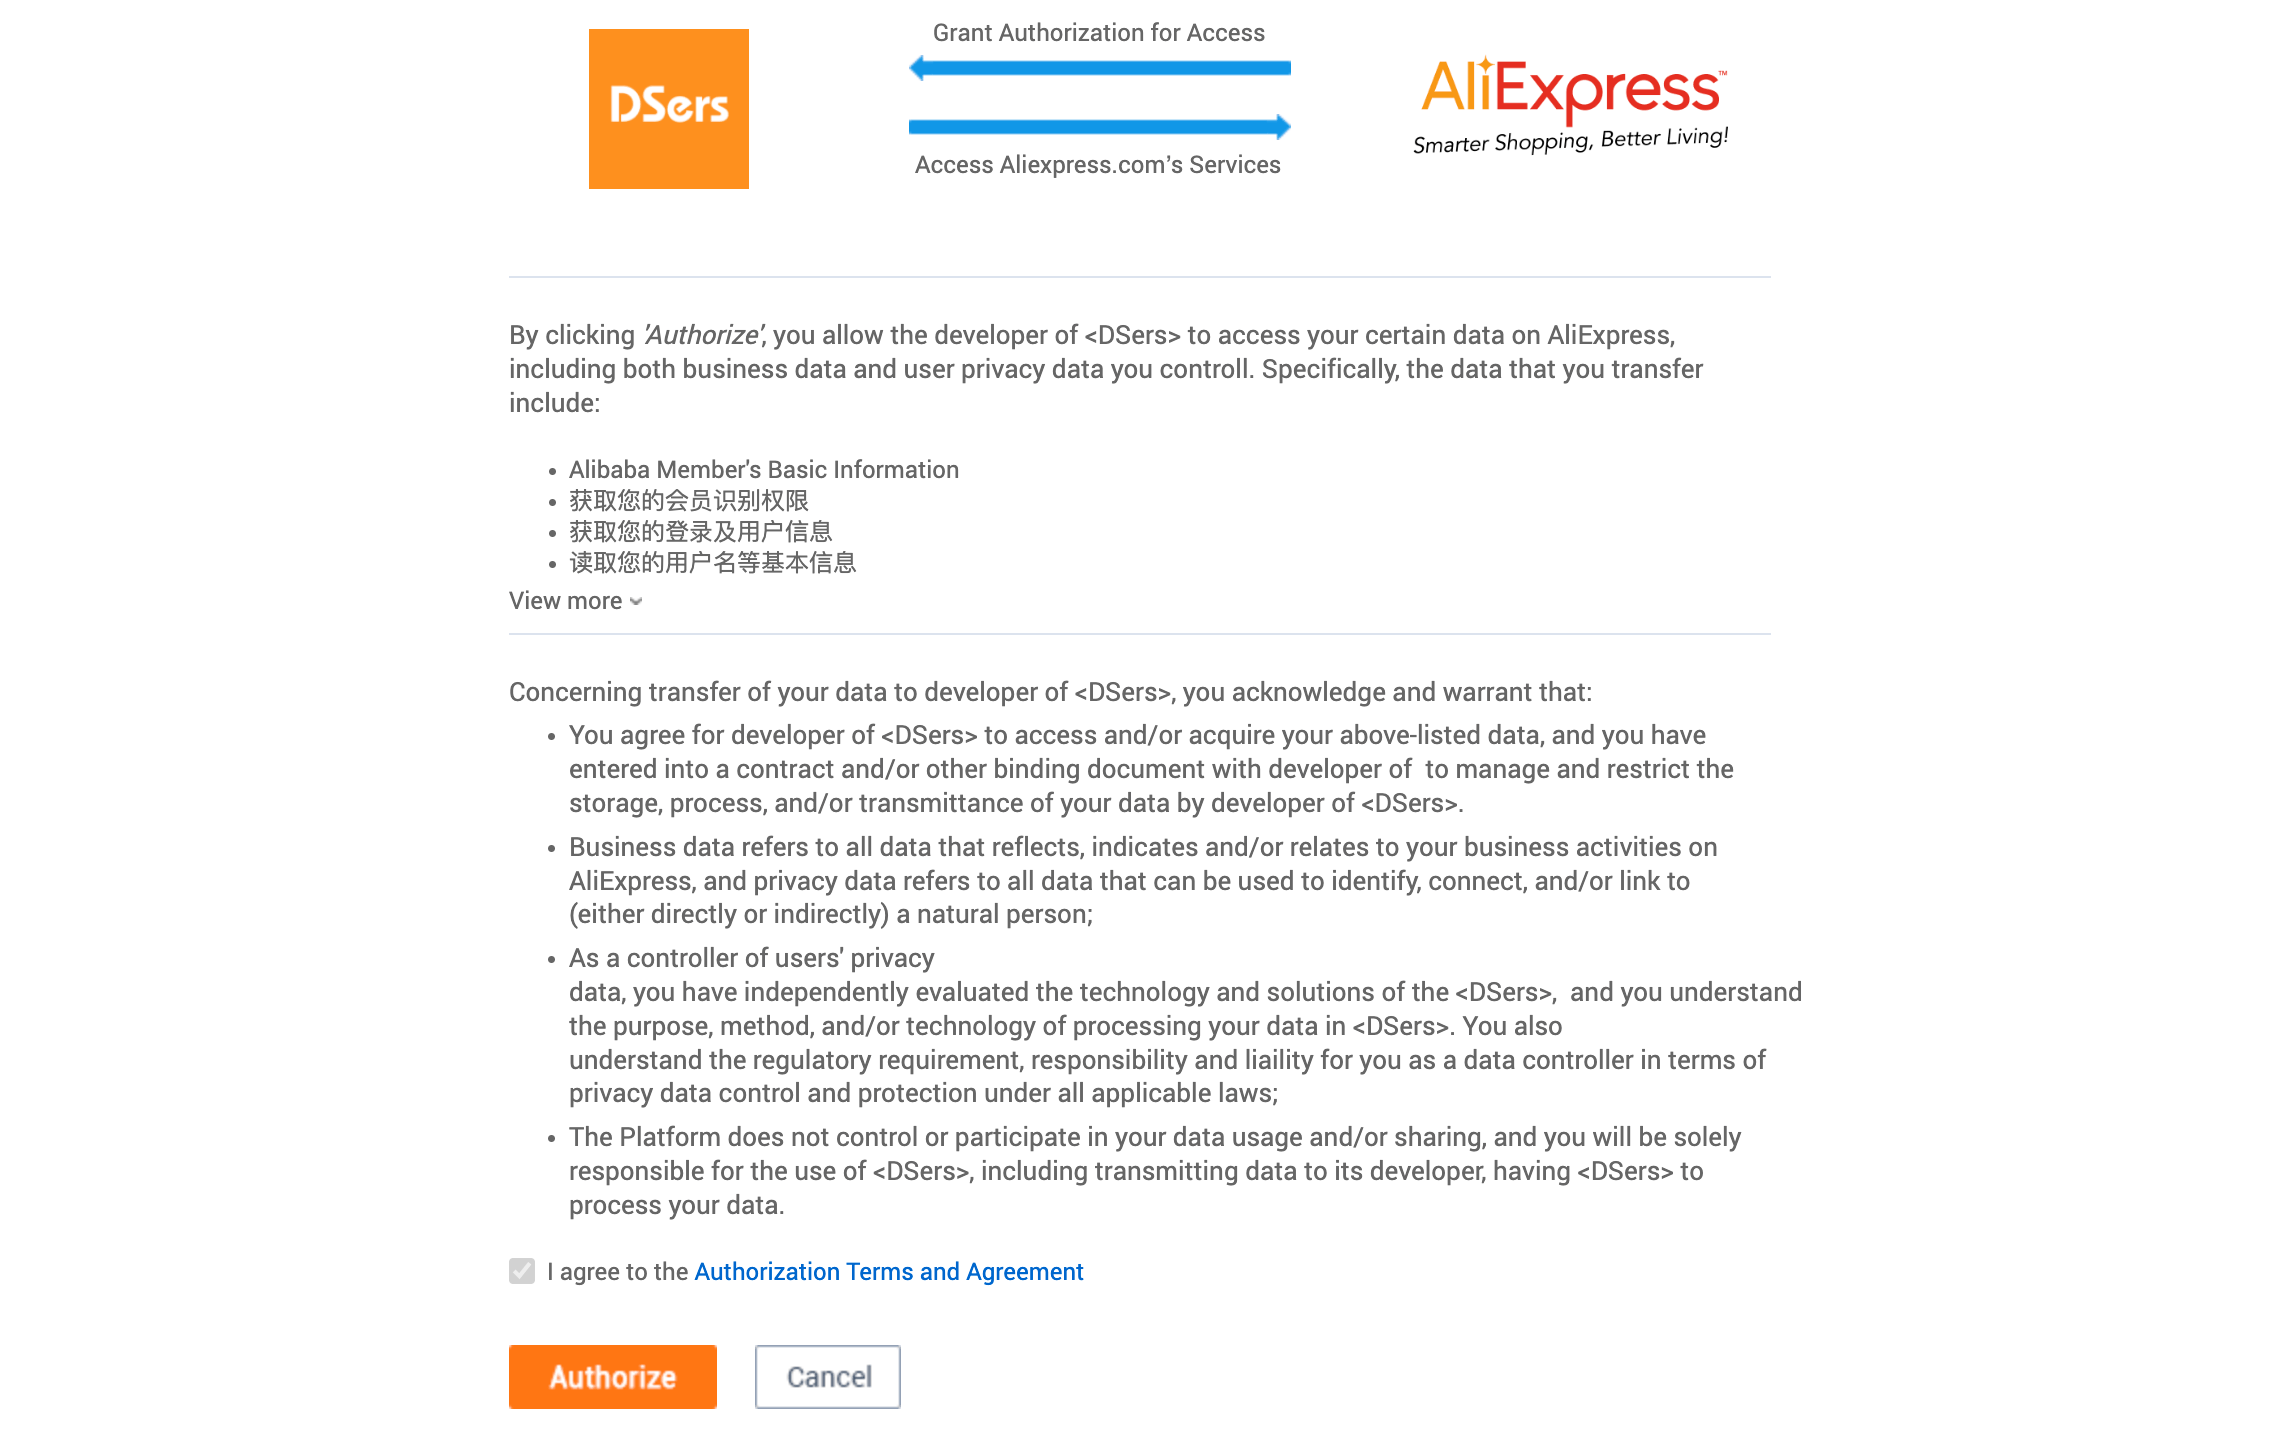 Grant Authorization for Access
DSers
AliExpress™
Smarter Shopping, Better Living!
Access Aliexpress.com’s Services
By clicking 'Authorize', you allow the developer of <DSers> to access your certain data on AliExpress,
including both business data and user privacy data you controll. Specifically, the data that you transfer
include:
• Alibaba Member's Basic Information
• 获取您的会员识别权限
• 获取您的登录及用户信息
• 读取您的用户名等基本信息
View more
Concerning transfer of your data to developer of <DSers>, you acknowledge and warrant that:
• You agree for developer of <DSers> to access and/or acquire your above-listed data, and you have
entered into a contract and/or other binding document with developer of  to manage and restrict the
storage, process, and/or transmittance of your data by developer of <DSers>.
• Business data refers to all data that reflects, indicates and/or relates to your business activities on
AliExpress, and privacy data refers to all data that can be used to identify, connect, and/or link to
(either directly or indirectly) a natural person;
• As a controller of users' privacy
data, you have independently evaluated the technology and solutions of the <DSers>,  and you understand
the purpose, method, and/or technology of processing your data in <DSers>. You also
understand the regulatory requirement, responsibility and liaility for you as a data controller in terms of
privacy data control and protection under all applicable laws;
• The Platform does not control or participate in your data usage and/or sharing, and you will be solely
responsible for the use of <DSers>, including transmitting data to its developer, having <DSers> to
process your data.
I agree to the Authorization Terms and Agreement
Authorize
Cancel